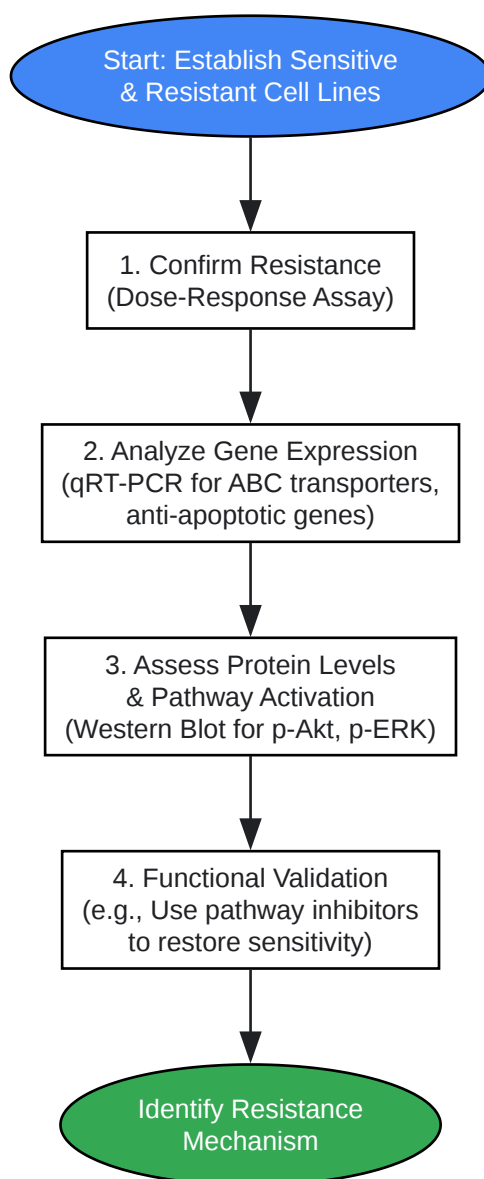 Start: Establish Sensitive
& Resistant Cell Lines
1. Confirm Resistance
(Dose-Response Assay)
2. Analyze Gene Expression
(qRT-PCR for ABC transporters,
anti-apoptotic genes)
3. Assess Protein Levels
& Pathway Activation
(Western Blot for p-Akt, p-ERK)
4. Functional Validation
(e.g., Use pathway inhibitors
to restore sensitivity)
Identify Resistance
Mechanism